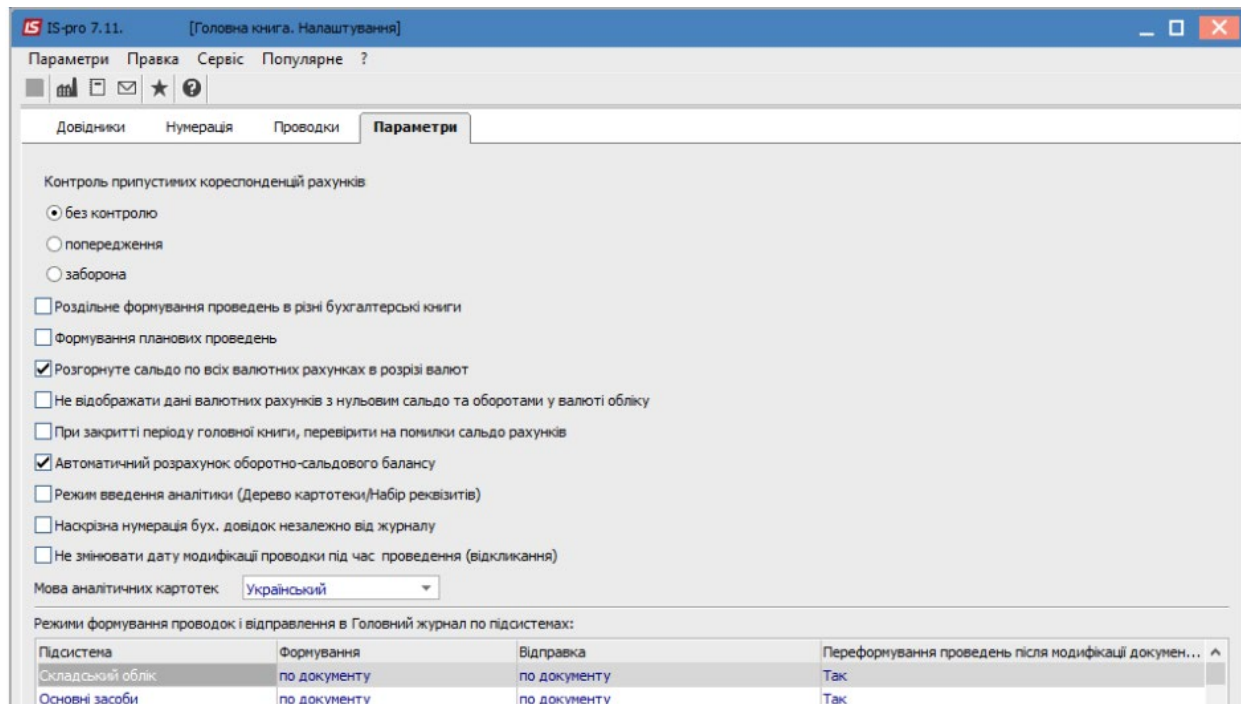 IS-pro 7.11. [Головна книга. Налаштування]
Параметри Правка Сервіс Популярне ?
Довідники Нумерація Проводки Параметри
Контроль припустимих кореспонденцій рахунків
без контролю
попередження
заборона
Роздільне формування проведень в різні бухгалтерські книги
Формування планових проведень
Розгорнуте сальдо по всіх валютних рахунках в розрізі валют
Не відображати дані валютних рахунків з нульовим сальдо та оборотами у валюті обліку
При закритті періоду головної книги, перевірити на помилки сальдо рахунків
Автоматичний розрахунок оборотно-сальдового балансу
Режим введення аналітики (Дерево картотеки/Набір реквізитів)
Наскрізна нумерація бух. довідок незалежно від журналу
Не змінювати дату модифікації проводки під час проведення (відкликання)
Мова аналітичних картотек Український
Режими формування проводок і відправлення в Головний журнал по підсистемах:
Підсистема Формування Відправка Переформування проведень після модифікації докумен...
Складський облік по документу по документу Так
Основні засоби по документу по документу Так